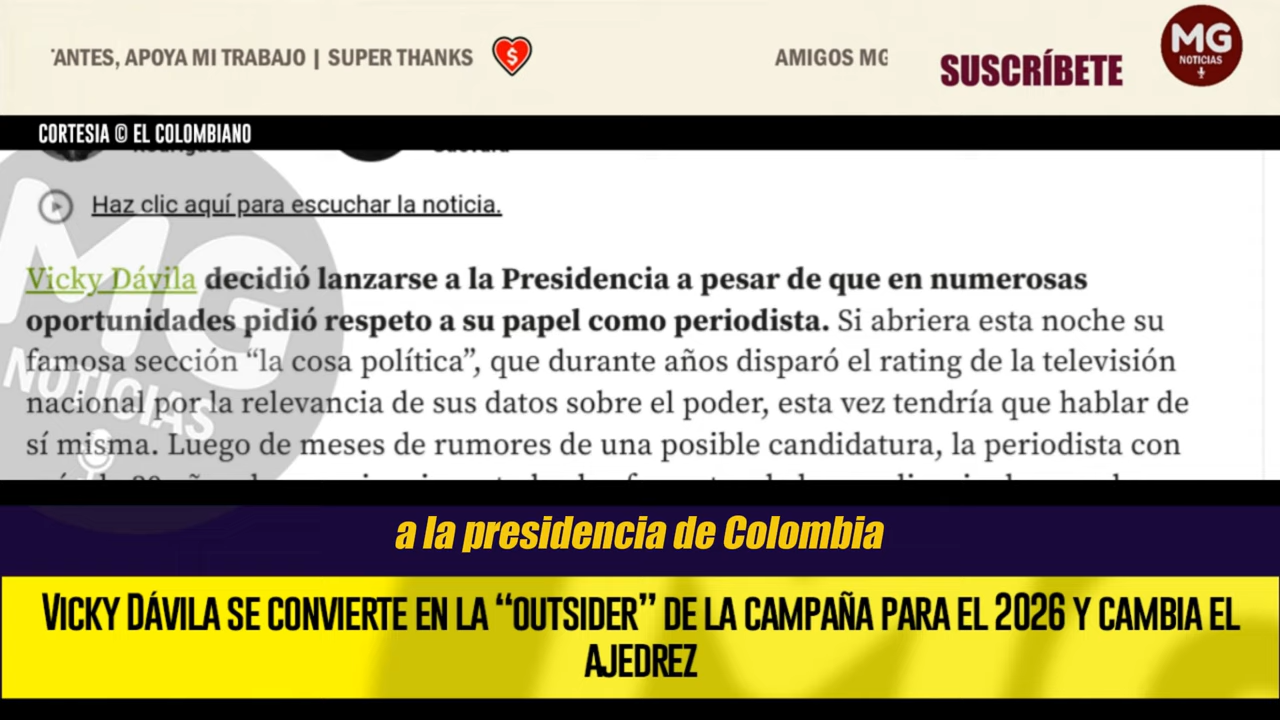 ANTES, APOYA MI TRABAJO | SUPER THANKS
AMIGOS MG
SUSCRÍBETE
MG
NOTICIAS
CORTESIA © EL COLOMBIANO
Haz clic aquí para escuchar la noticia.
Vicky Dávila decidió lanzarse a la Presidencia a pesar de que en numerosas
oportunidades pidió respeto a su papel como periodista. Si abriera esta noche su
famosa sección “la cosa política”, que durante años disparó el rating de la televisión
nacional por la relevancia de sus datos sobre el poder, esta vez tendría que hablar de
sí misma. Luego de meses de rumores de una posible candidatura, la periodista con
MG
NOTICIAS
a la presidencia de Colombia
VICKY DÁVILA SE CONVIERTE EN LA “OUTSIDER” DE LA CAMPAÑA PARA EL 2026 Y CAMBIA EL
AJEDREZ